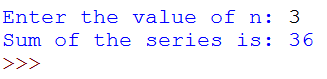 Enter the value of n: 3
Sum of the series is: 36
>>>